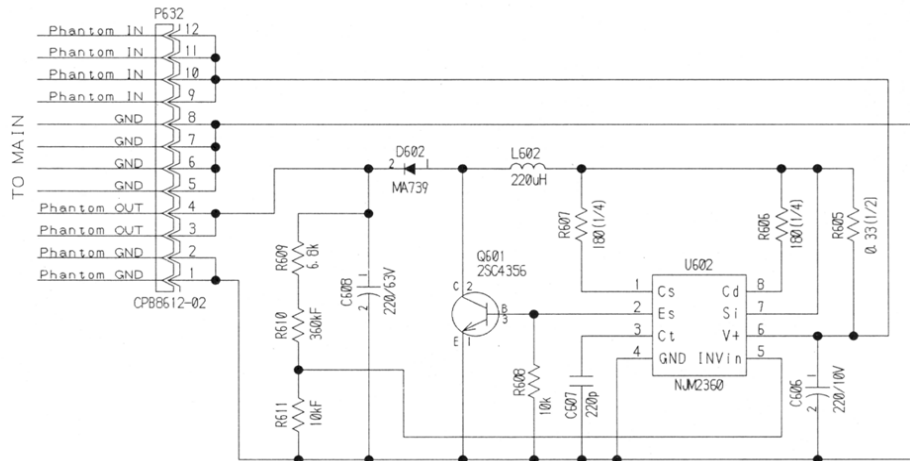 P632
Phantom IN 12
Phantom IN 11
Phantom IN 10
Phantom IN 9
GND 8
GND 7
GND 6
GND 5
Phantom OUT 4
Phantom OUT 3
Phantom GND 2
Phantom GND 1
CPB8612-02
TO MAIN
D602
2 1
MA739
L602
220uH
R609
6.8k
R610
360kF
R611
10kF
C608
220/63V
1
2
Q601
2SC4356
C 2
B
3
E 1
R607
180(1/4)
R606
180(1/4)
R605
0.33(1/2)
U602
1 Cs Cd 8
2 Es Si 7
3 Ct V+ 6
4 GND INVin 5
NJM2360
R608
10k
C607
220p
C606
220/10V
1
2